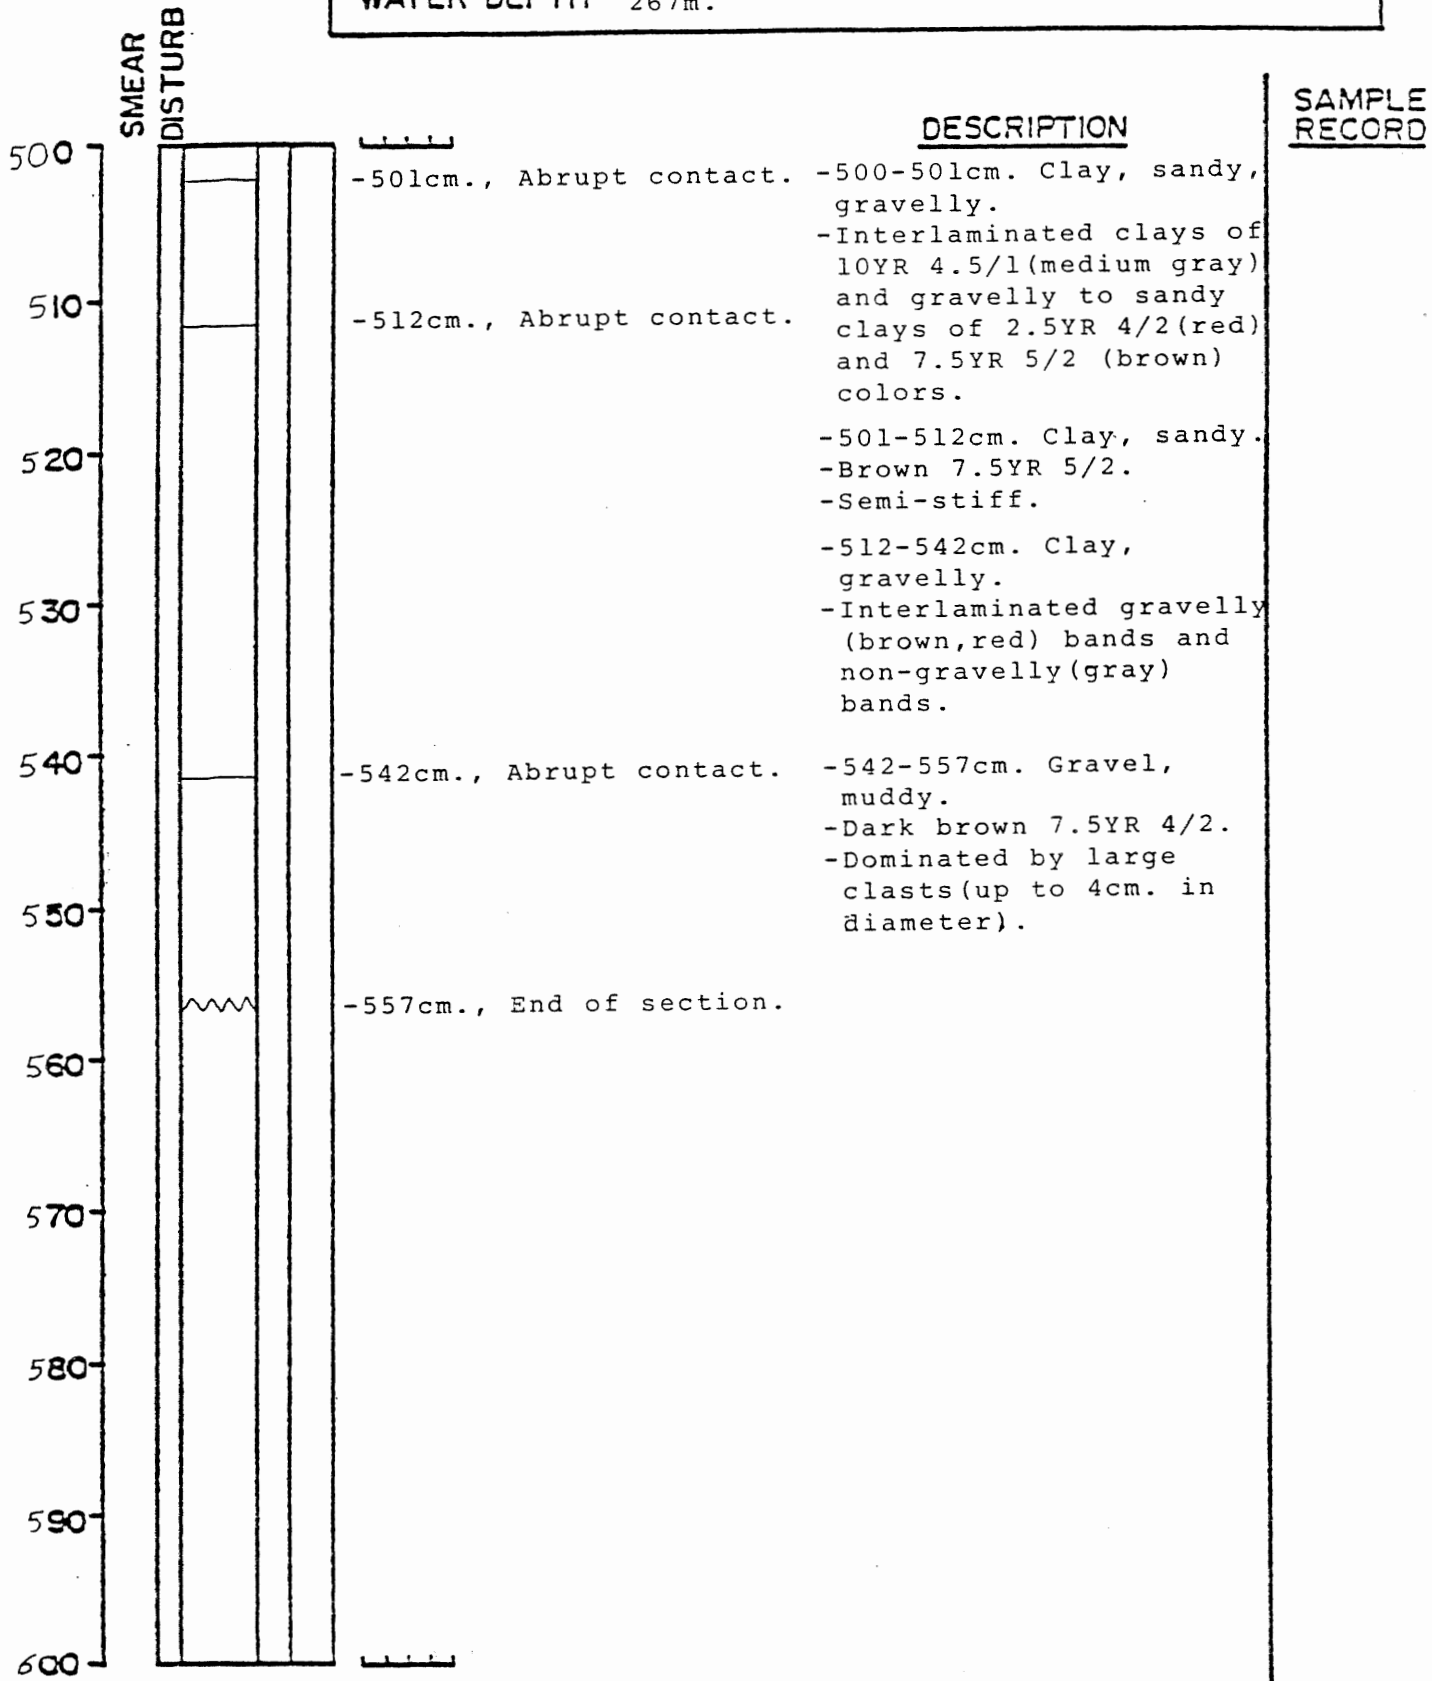 WATER DEPTH 267m.
SMEAR
DISTURB
DESCRIPTION
SAMPLE
RECORD
500
510
520
530
540
550
560
570
580
590
600
-501cm., Abrupt contact.
-512cm., Abrupt contact.
-542cm., Abrupt contact.
-557cm., End of section.
-500-501cm. Clay, sandy,
gravelly.
-Interlaminated clays of
10YR 4.5/1(medium gray)
and gravelly to sandy
clays of 2.5YR 4/2(red)
and 7.5YR 5/2 (brown)
colors.
-501-512cm. Clay, sandy.
-Brown 7.5YR 5/2.
-Semi-stiff.
-512-542cm. Clay,
gravelly.
-Interlaminated gravelly
(brown,red) bands and
non-gravelly(gray)
bands.
-542-557cm. Gravel,
muddy.
-Dark brown 7.5YR 4/2.
-Dominated by large
clasts(up to 4cm. in
diameter).